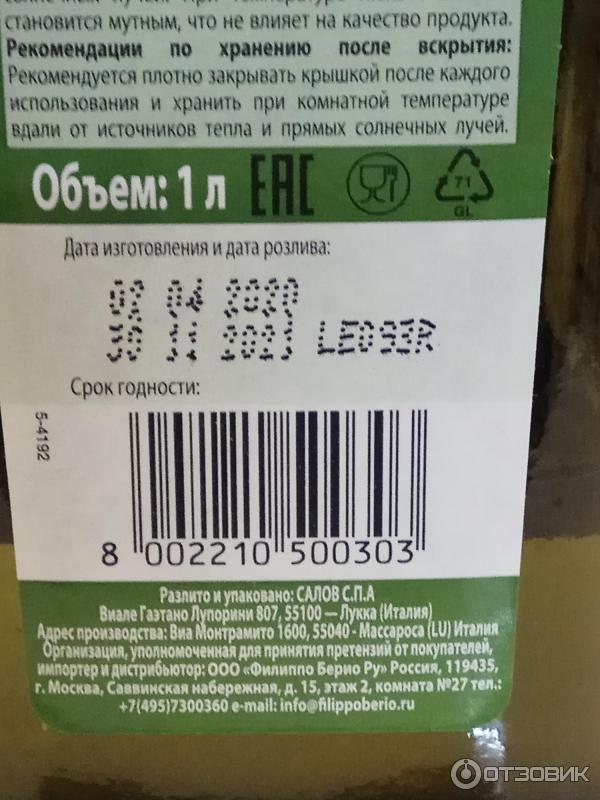 становится мутным, что не влияет на качество продукта.
Рекомендации по хранению после вскрытия:
Рекомендуется плотно закрывать крышкой после каждого
использования и хранить при комнатной температуре
вдали от источников тепла и прямых солнечных лучей.
Объем: 1 л EAC 71 GL
Дата изготовления и дата розлива:
02 04 2020
30 11 2021 LE093R
Срок годности:
5-4192
8 002210 500303
Разлито и упаковано: САЛОВ С.П.А
Виале Гаэтано Лупорини 807, 55100 — Лукка (Италия)
Адрес производства: Виа Монтрамито 1600, 55040 - Массароса (LU) Италия
Организация, уполномоченная для принятия претензий от покупателей,
импортер и дистрибьютор: ООО «Филиппо Берио Ру» Россия, 119435,
г. Москва, Саввинская набережная, д. 15, этаж 2, комната №27 тел.:
+7(495)7300360 e-mail: info@filippoberio.ru
ОТЗОВИК